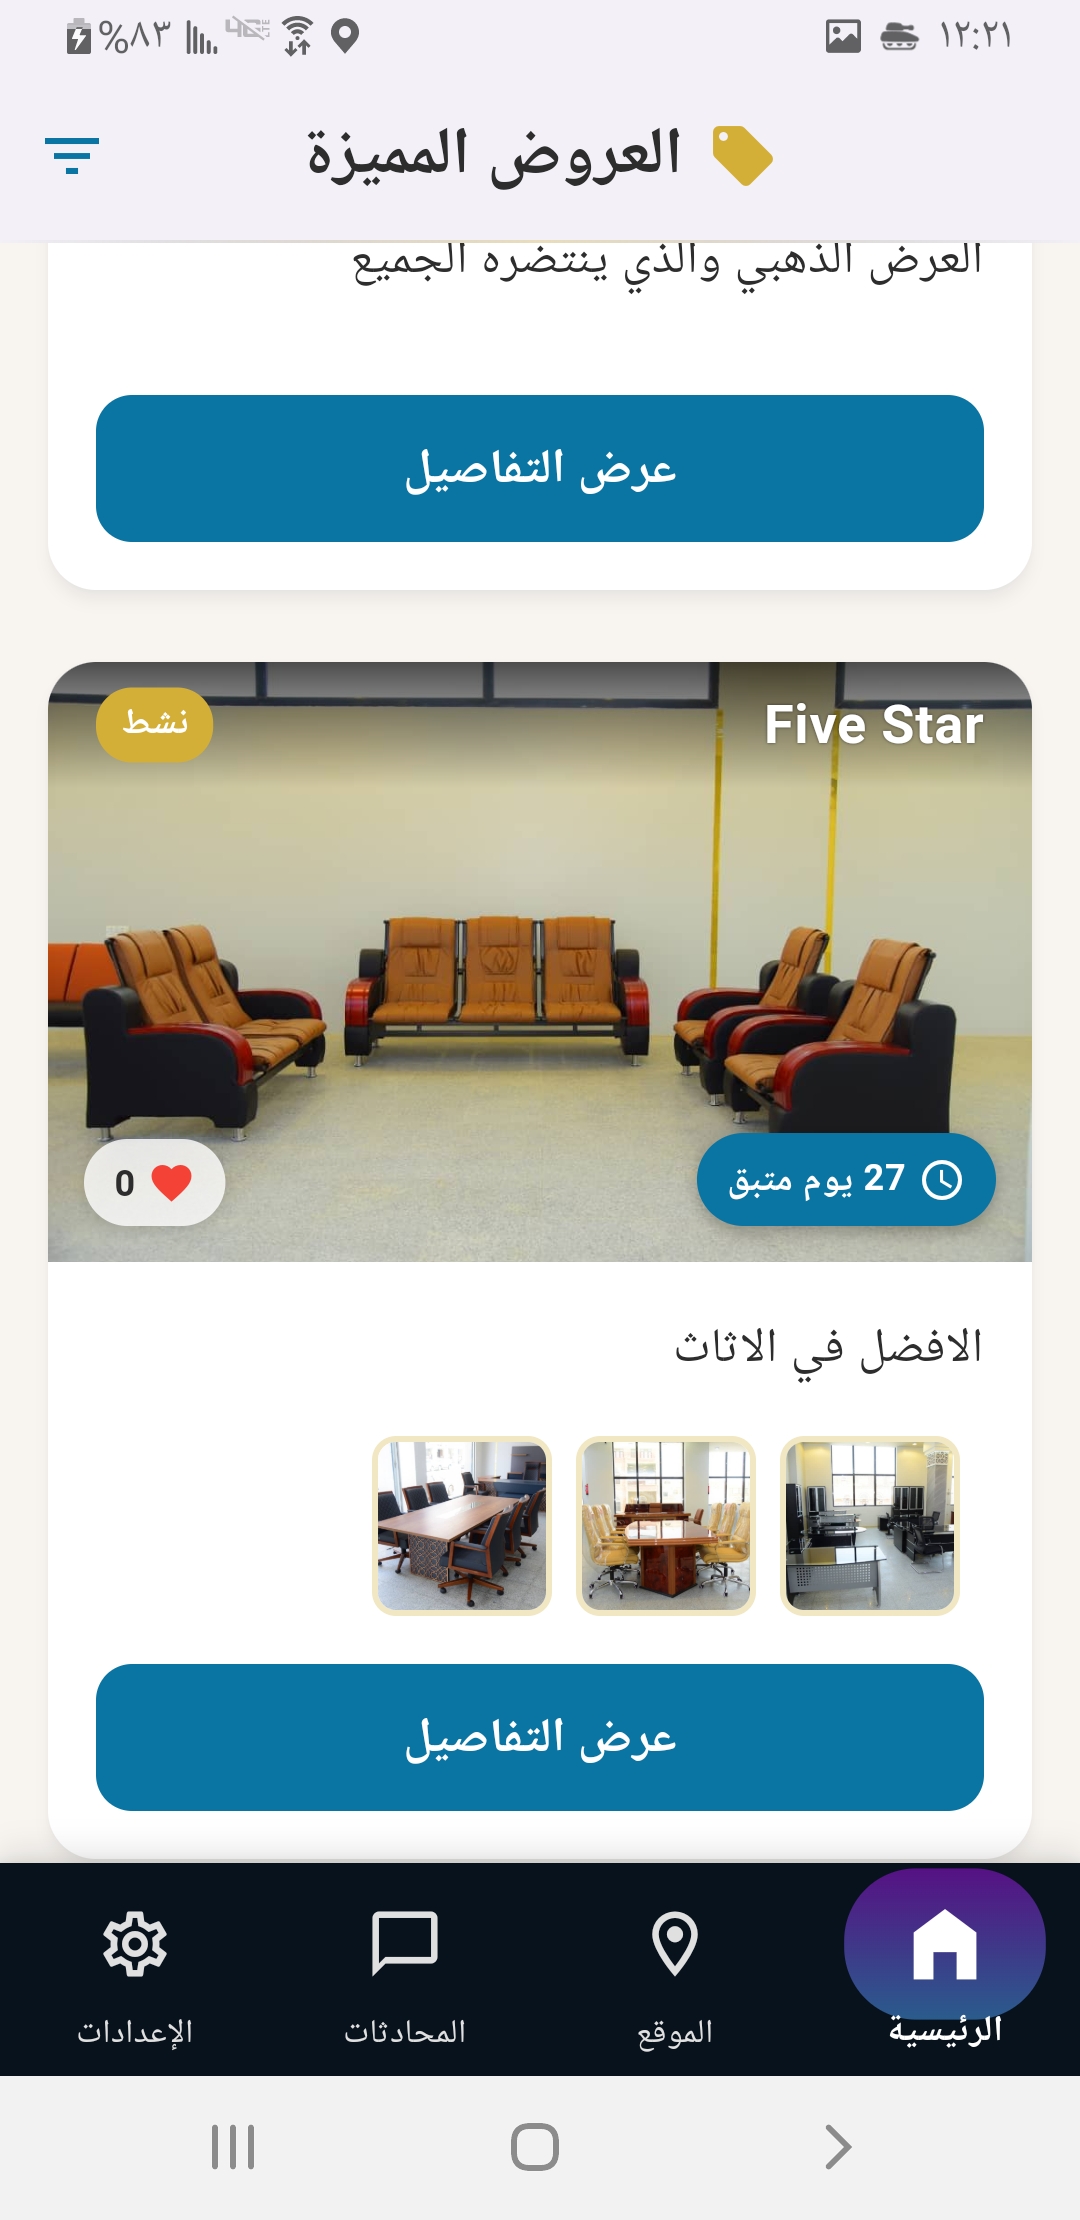 ١٢:٢١
%٨٣
العروض المميزة
العرض الذهبي والذي ينتضره الجميع
عرض التفاصيل
Five Star
نشط
27 يوم متبق
0
الافضل في الاثاث
عرض التفاصيل
الرئيسية
الموقع
المحادثات
الإعدادات